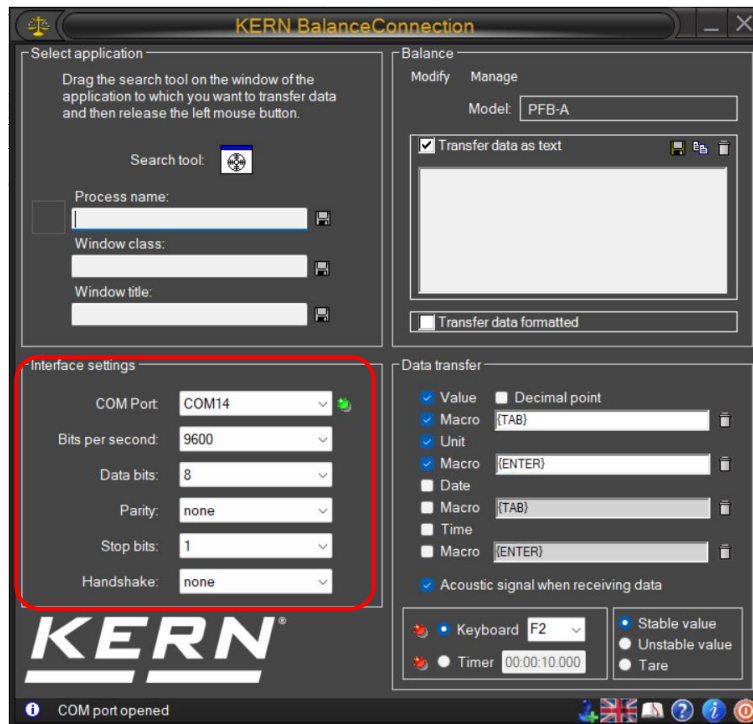 KERN BalanceConnection
Select application
Drag the search tool on the window of the
application to which you want to transfer data
and then release the left mouse button.
Search tool:
Process name:
Window class:
Window title:
Balance
Modify Manage
Model: PFB-A
Transfer data as text
Transfer data formatted
Interface settings
COM Port: COM14
Bits per second: 9600
Data bits: 8
Parity: none
Stop bits: 1
Handshake: none
Data transfer
Value Decimal point
Macro {TAB}
Unit
Macro {ENTER}
Date
Macro {TAB}
Time
Macro {ENTER}
Acoustic signal when receiving data
Keyboard F2
Timer 00:00:10.000
Stable value
Unstable value
Tare
KERN®
COM port opened